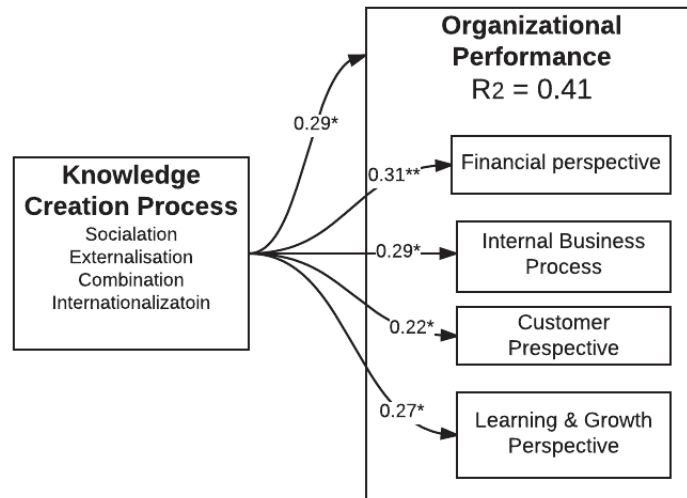 Organizational
Performance
R2 = 0.41
0.29*
Knowledge
Creation Process
Socialation
Externalisation
Combination
Internationalizatoin
0.31**
Financial perspective
0.29*
Internal Business
Process
0.22*
Customer
Prespective
0.27*
Learning & Growth
Perspective